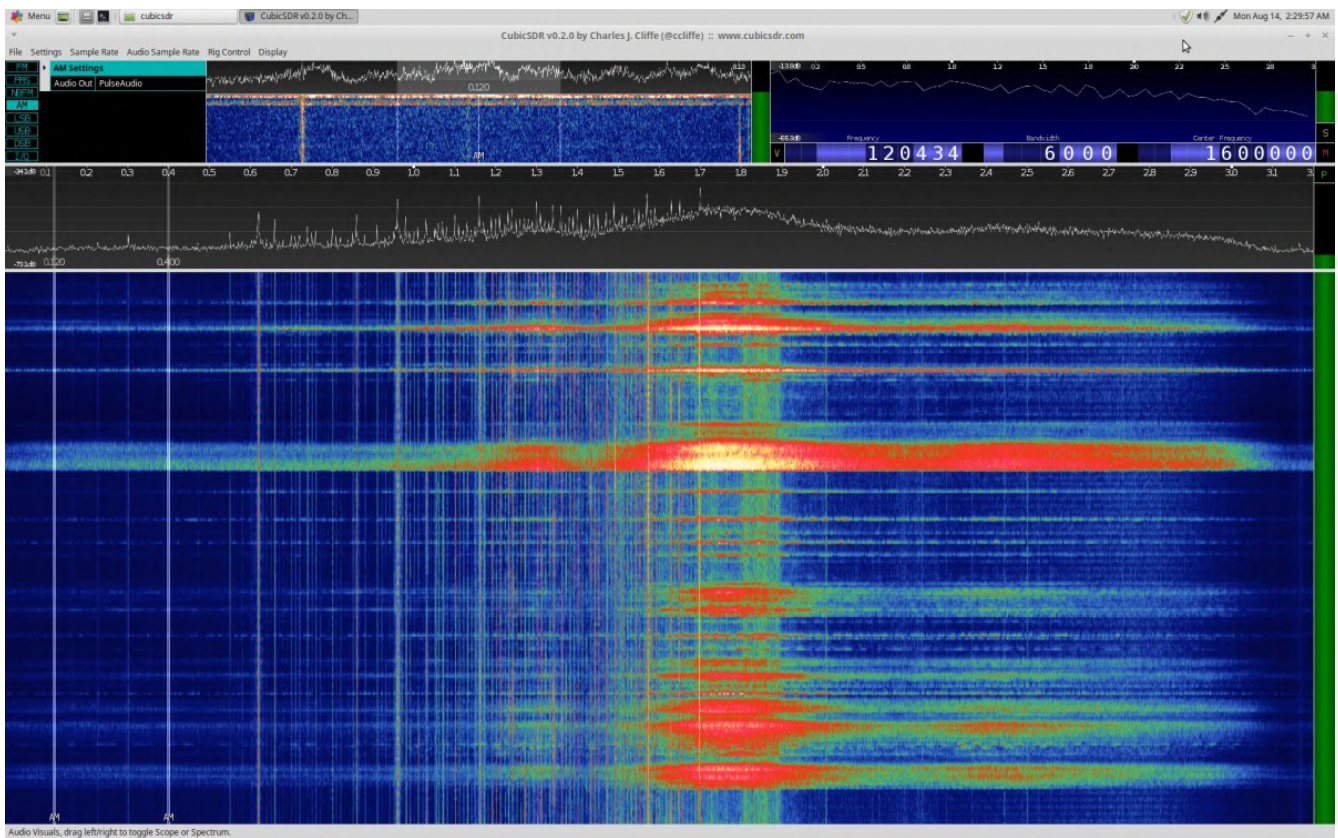 Menu cubicsdr CubicSDR v0.2.0 by Ch... Mon Aug 14, 2:29:57 AM
CubicSDR v0.2.0 by Charles J. Cliffe (@ccliffe) :: www.cubicsdr.com
File Settings Sample Rate Audio Sample Rate Rig Control Display
FM
FMS
NBFM
AM
LSB
USB
DSB
I/Q
AM Settings
Audio Out PulseAudio
0.120
AM
Frequency Bandwidth Center Frequency
V 120434 6000 1600000 M
S
P
0.1 0.2 0.3 0.4 0.5 0.6 0.7 0.8 0.9 1.0 1.1 1.2 1.3 1.4 1.5 1.6 1.7 1.8 1.9 2.0 2.1 2.2 2.3 2.4 2.5 2.6 2.7 2.8 2.9 3.0 3.1
0.120 0.400
AM AM
Audio Visuals, drag left/right to toggle Scope or Spectrum.